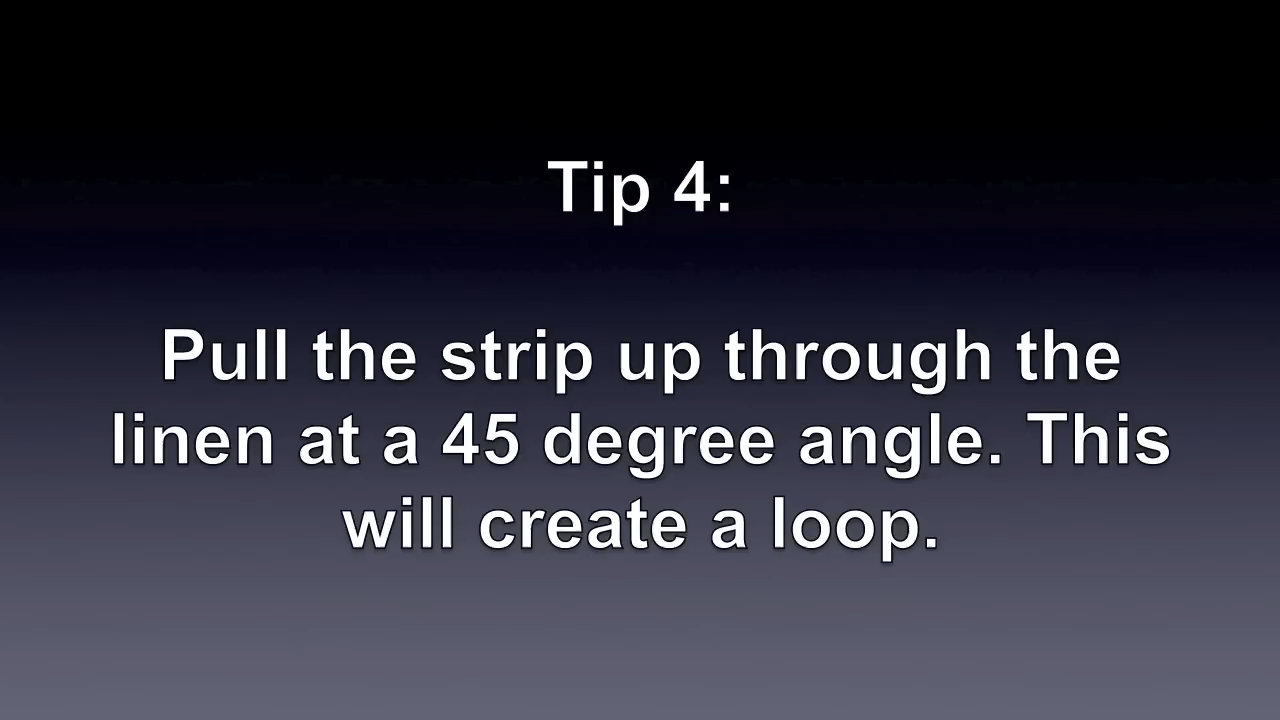 Tip 4:
Pull the strip up through the
linen at a 45 degree angle. This
will create a loop.